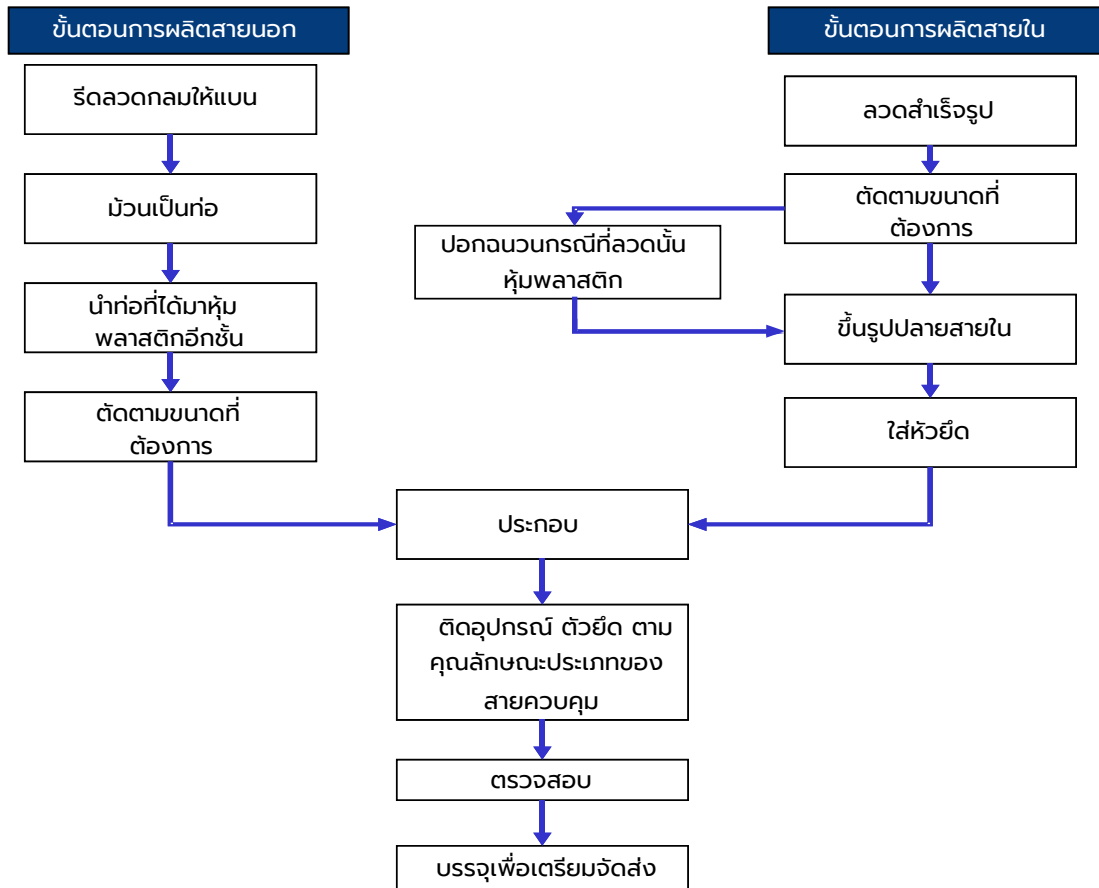 ขั้นตอนการผลิตสายนอก
รีดลวดกลมให้แบน
ม้วนเป็นท่อ
นำท่อที่ได้มาหุ้ม
พลาสติกอีกชั้น
ตัดตามขนาดที่
ต้องการ
ขั้นตอนการผลิตสายใน
ลวดสำเร็จรูป
ตัดตามขนาดที่
ต้องการ
ปอกฉนวนกรณีที่ลวดนั้น
หุ้มพลาสติก
ขึ้นรูปปลายสายใน
ใส่หัวยึด
ประกอบ
ติดอุปกรณ์ ตัวยึด ตาม
คุณลักษณะประเภทของ
สายควบคุม
ตรวจสอบ
บรรจุเพื่อเตรียมจัดส่ง